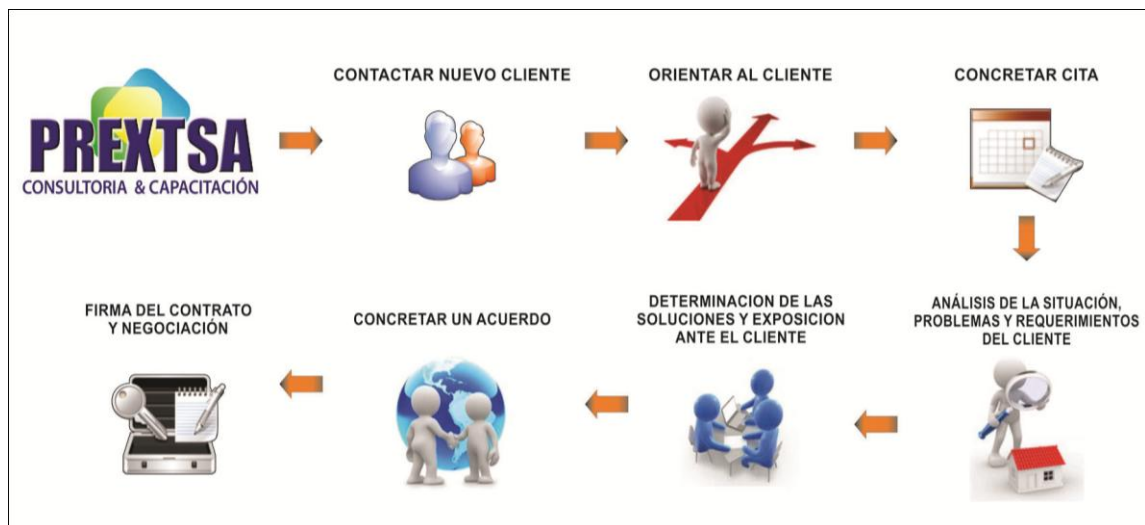 PREXTSA
CONSULTORIA & CAPACITACIÓN
CONTACTAR NUEVO CLIENTE
ORIENTAR AL CLIENTE
CONCRETAR CITA
ANÁLISIS DE LA SITUACIÓN,
PROBLEMAS Y REQUERIMIENTOS
DEL CLIENTE
DETERMINACION DE LAS
SOLUCIONES Y EXPOSICION
ANTE EL CLIENTE
CONCRETAR UN ACUERDO
FIRMA DEL CONTRATO
Y NEGOCIACIÓN